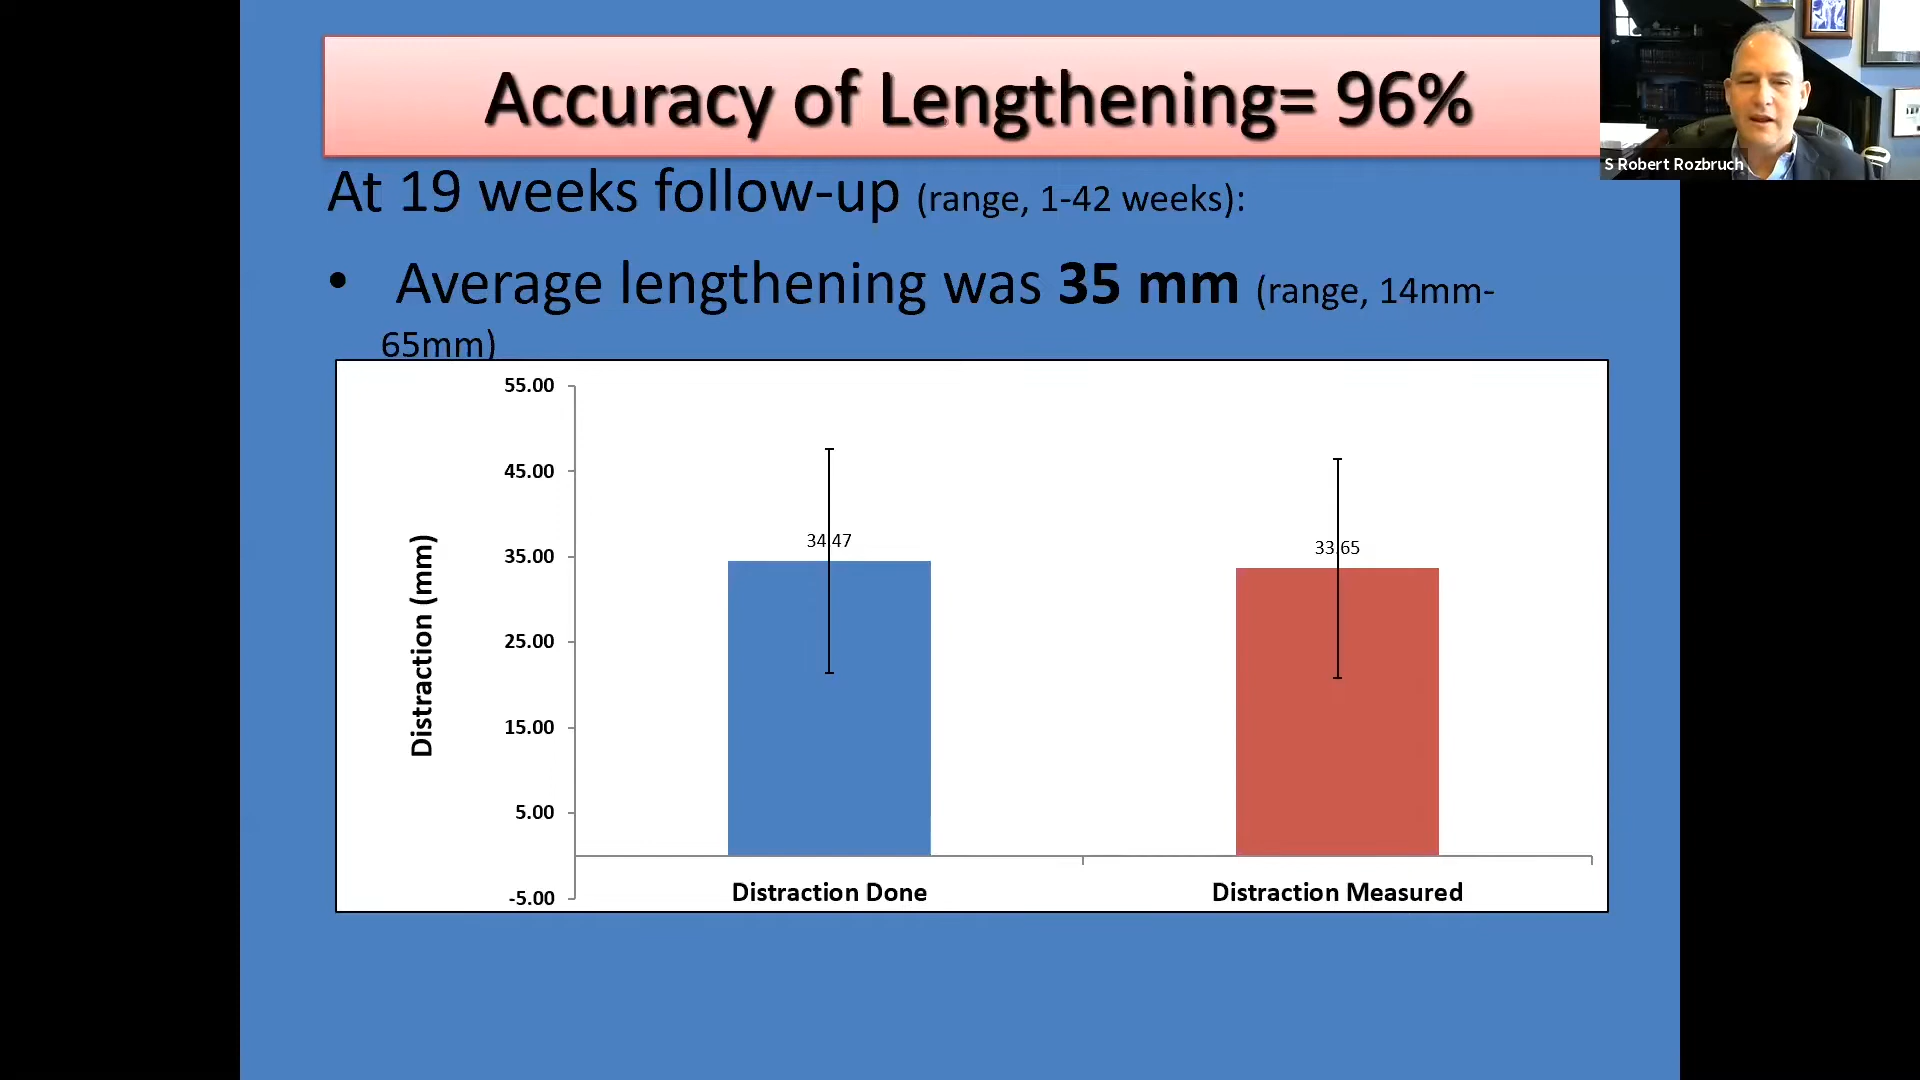 Accuracy of Lengthening= 96%
S Robert Rozbruch
At 19 weeks follow-up (range, 1-42 weeks):
• Average lengthening was 35 mm (range, 14mm-
65mm)
55.00
45.00
35.00
25.00
15.00
5.00
-5.00
Distraction (mm)
34.47
33.65
Distraction Done
Distraction Measured